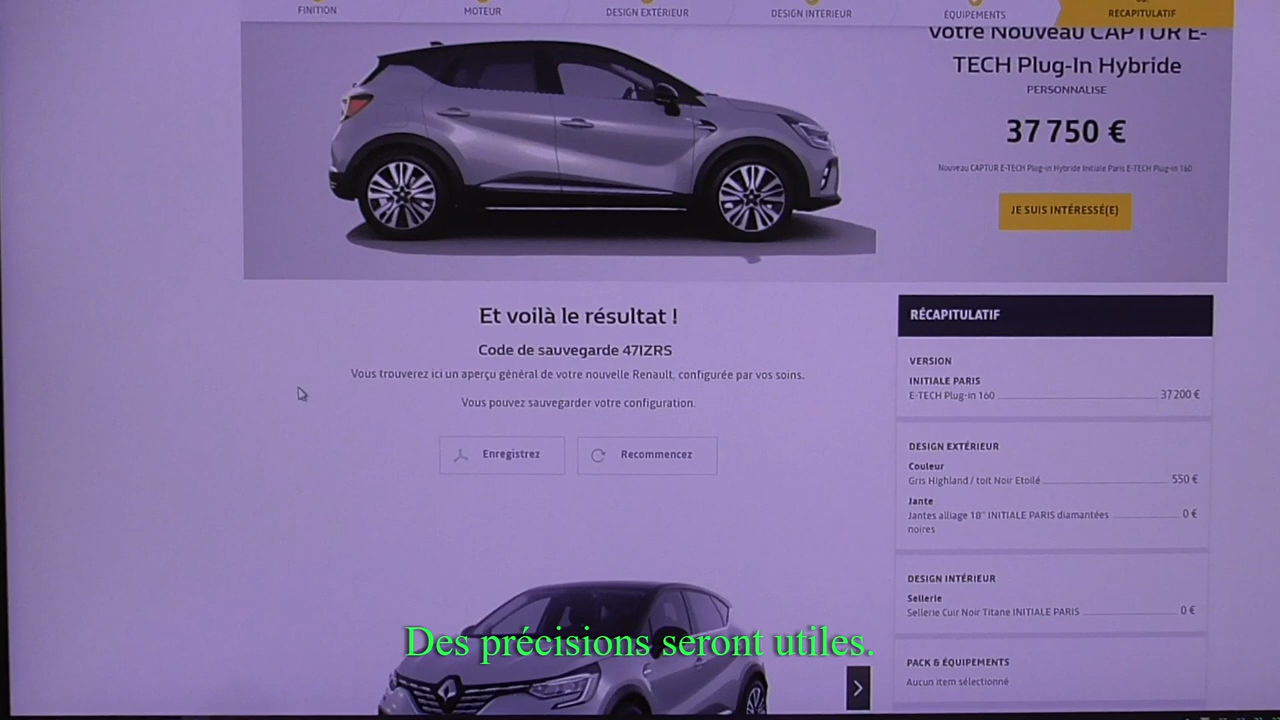 FINITION
MOTEUR
DESIGN EXTÉRIEUR
DESIGN INTÉRIEUR
ÉQUIPEMENTS
RÉCAPITULATIF
votre Nouveau CAPTUR E-
TECH Plug-In Hybride
PERSONNALISE
37 750 €
Nouveau CAPTUR E-TECH Plug-in Hybride Initiale Paris E-TECH Plug-in 160
JE SUIS INTÉRESSÉ(E)
Et voilà le résultat !
Code de sauvegarde 47IZRS
Vous trouverez ici un aperçu général de votre nouvelle Renault, configurée par vos soins.
Vous pouvez sauvegarder votre configuration.
Enregistrez
Recommencez
RÉCAPITULATIF
VERSION
INITIALE PARIS
E-TECH Plug-in 160 37 200 €
DESIGN EXTÉRIEUR
Couleur
Gris Highland / toit Noir Etoilé 550 €
Jante
Jantes alliage 18" INITIALE PARIS diamantées 0 €
noires
DESIGN INTÉRIEUR
Sellerie
Sellerie Cuir Noir Titane INITIALE PARIS 0 €
PACK & ÉQUIPEMENTS
Aucun item sélectionné
Des précisions seront utiles.